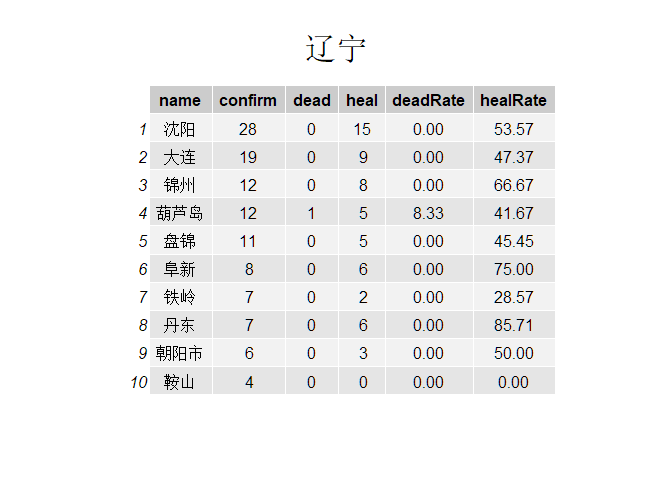 辽宁
name confirm dead heal deadRate healRate
1 沈阳 28 0 15 0.00 53.57
2 大连 19 0 9 0.00 47.37
3 锦州 12 0 8 0.00 66.67
4 葫芦岛 12 1 5 8.33 41.67
5 盘锦 11 0 5 0.00 45.45
6 阜新 8 0 6 0.00 75.00
7 铁岭 7 0 2 0.00 28.57
8 丹东 7 0 6 0.00 85.71
9 朝阳市 6 0 3 0.00 50.00
10 鞍山 4 0 0 0.00 0.00